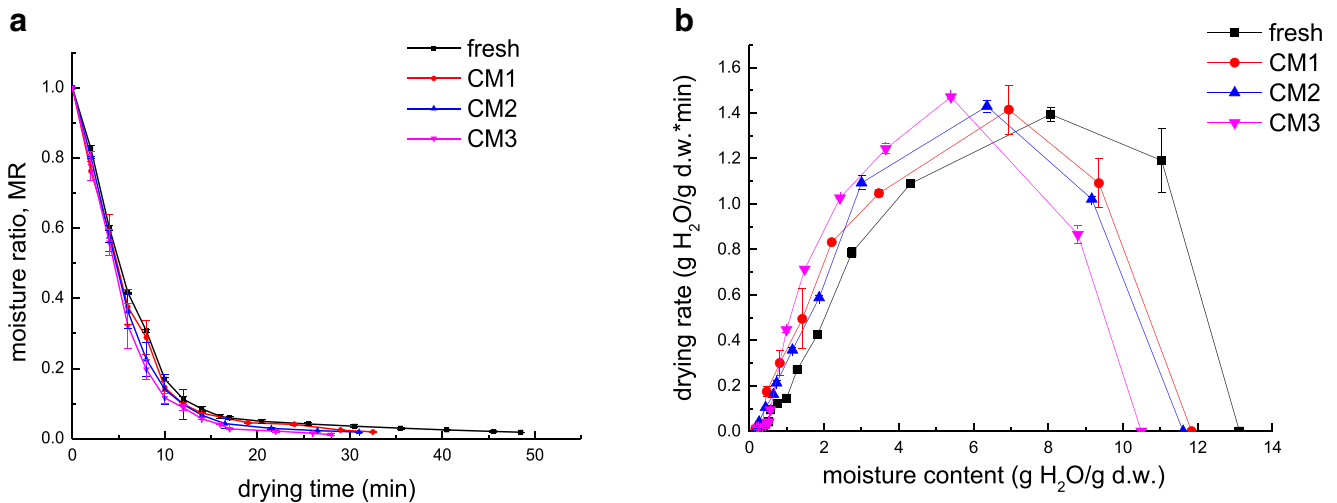 a
fresh
CM1
CM2
CM3
1.0
0.8
0.6
0.4
0.2
0.0
moisture ratio, MR
0 10 20 30 40 50
drying time (min)
b
fresh
CM1
CM2
CM3
1.6
1.4
1.2
1.0
0.8
0.6
0.4
0.2
0.0
drying rate (g H₂O/g d.w.*min)
0 2 4 6 8 10 12 14
moisture content (g H₂O/g d.w.)